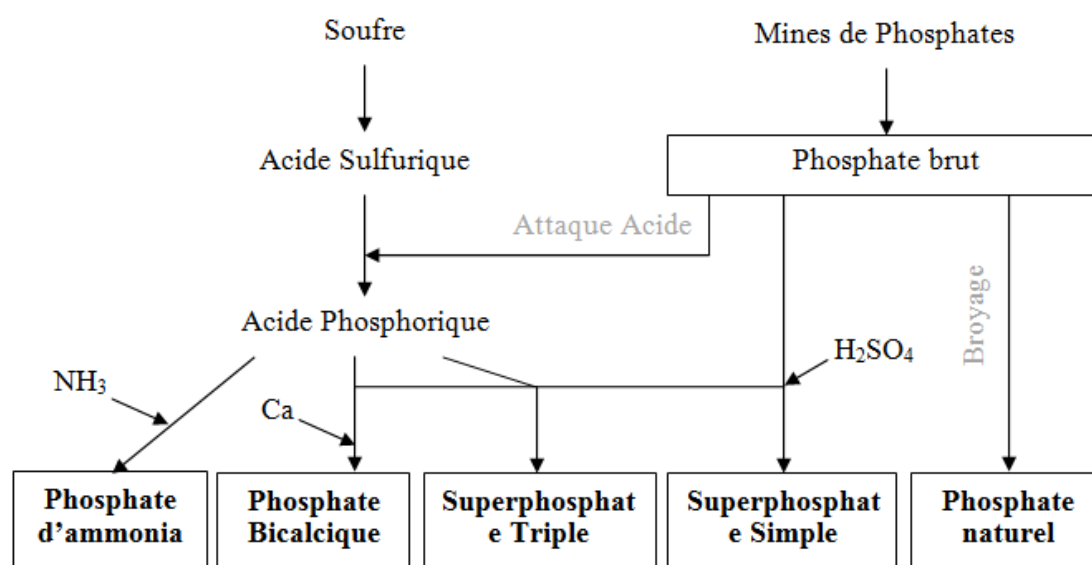 Soufre
Mines de Phosphates
Acide Sulfurique
Phosphate brut
Attaque Acide
Broyage
Acide Phosphorique
H₂SO₄
NH₃
Ca
Phosphate
d’ammonia
Phosphate
Bicalcique
Superphosphat
e Triple
Superphosphat
e Simple
Phosphate
naturel